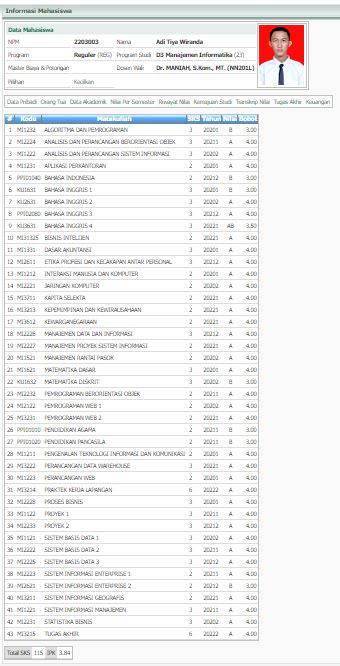 Informasi Mahasiswa
Data Mahasiswa
NPM 2203003 Nama Adi Tiya Wiranda
Program Reguler (REG) Program Studi D3 Manajemen Informatika (23)
Master Biaya & Potongan Dosen Wali Dr. MANIAH, S.Kom., MT. (NN201L)
Pilihan Kecilkan
Data Pribadi Orang Tua Data Akademik Nilai Per Semester Riwayat Nilai Kemajuan Studi Transkrip Nilai Tugas Akhir Keuangan
# Kode Matakuliah SKS Tahun Nilai Bobot
1 MI1232 ALGORITMA DAN PEMROGRAMAN 3 20201 B 3.00
2 MI2224 ANALISIS DAN PERANCANGAN BERORIENTASI OBJEK 3 20211 A 4.00
3 MI1222 ANALISIS DAN PERANCANGAN SISTEM INFORMASI 3 20202 A 4.00
4 MI1231 APLIKASI PERKANTORAN 2 20201 A 4.00
5 PPI01040 BAHASA INDONESIA 2 20212 B 3.00
6 KU1631 BAHASA INGGRIS 1 3 20201 B 3.00
7 KU2631 BAHASA INGGRIS 2 3 20202 A 4.00
8 PPI02080 BAHASA INGGRIS 3 3 20212 A 4.00
9 KU3631 BAHASA INGGRIS 4 3 20221 AB 3.50
10 MI31325 BISNIS INTELIJEN 2 20221 A 4.00
11 MI1331 DASAR AKUNTANSI 3 20201 A 4.00
12 MI2611 ETIKA PROFESI DAN KECAKAPAN ANTAR PERSONAL 3 20212 A 4.00
13 MI1212 INTERAKSI MANUSIA DAN KOMPUTER 2 20201 A 4.00
14 MI2221 JARINGAN KOMPUTER 2 20202 A 4.00
15 MI3711 KAPITA SELEKTA 2 20221 A 4.00
16 MI3213 KEPEMIMPINAN DAN KEWIRAUSAHAAN 2 20221 A 4.00
17 MI3612 KEWARGANEGARAAN 2 20221 A 4.00
18 MI2226 MANAJEMEN DATA DAN INFORMASI 3 20212 A 4.00
19 MI2227 MANAJEMEN PROYEK SISTEM INFORMASI 2 20221 A 4.00
20 MI1521 MANAJEMEN RANTAI PASOK 2 20202 A 4.00
21 MI1621 MATEMATIKA DASAR 3 20201 A 4.00
22 KU1632 MATEMATIKA DISKRIT 3 20202 B 3.00
23 MI2232 PEMROGRAMAN BERORIENTASI OBJEK 2 20211 A 4.00
24 MI2122 PEMROGRAMAN WEB 1 2 20202 A 4.00
25 MI3231 PEMROGRAMAN WEB 2 2 20221 A 4.00
26 PPI01010 PENDIDIKAN AGAMA 2 20211 B 3.00
27 PPI01020 PENDIDIKAN PANCASILA 2 20211 B 3.00
28 MI1211 PENGENALAN TEKNOLOGI INFORMASI DAN KOMUNIKASI 2 20201 A 4.00
29 MI3222 PERANCANGAN DATA WAREHOUSE 3 20221 A 4.00
30 MI1223 PERANCANGAN WEB 2 20201 A 4.00
31 MI3214 PRAKTEK KERJA LAPANGAN 6 20222 A 4.00
32 MI2228 PROSES BISNIS 3 20201 A 4.00
33 MI1122 PROYEK 1 3 20211 A 4.00
34 MI2233 PROYEK 2 3 20212 A 4.00
35 MI1121 SISTEM BASIS DATA 1 3 20202 A 4.00
36 MI2222 SISTEM BASIS DATA 2 3 20211 A 4.00
37 MI2225 SISTEM BASIS DATA 3 3 20212 A 4.00
38 MI2223 SISTEM INFORMASI ENTERPRISE 1 2 20211 A 4.00
39 MI2621 SISTEM INFORMASI ENTERPRISE 2 2 20212 B 3.00
40 MI3211 SISTEM INFORMASI GEOGRAFIS 2 20221 A 4.00
41 MI1221 SISTEM INFORMASI MANAJEMEN 3 20211 A 4.00
42 MI2231 STATISTIKA BISNIS 3 20202 A 4.00
43 MI3215 TUGAS AKHIR 6 20222 A 4.00
Total SKS 115 IPK 3.84